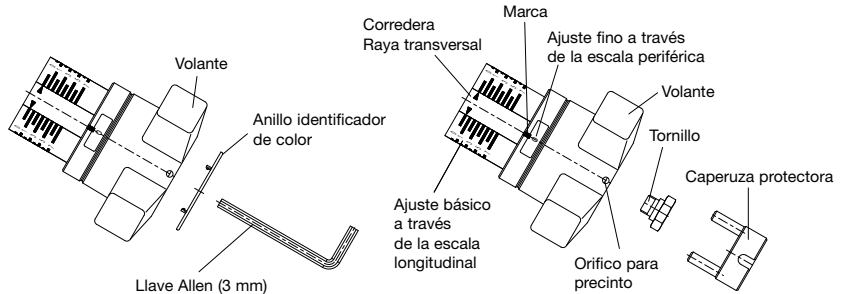 Volante
Anillo identificador
de color
Llave Allen (3 mm)
Corredera
Raya transversal
Marca
Ajuste fino a través
de la escala periférica
Volante
Tornillo
Caperuza protectora
Ajuste básico
a través
de la escala
longitudinal
Orifico para
precinto